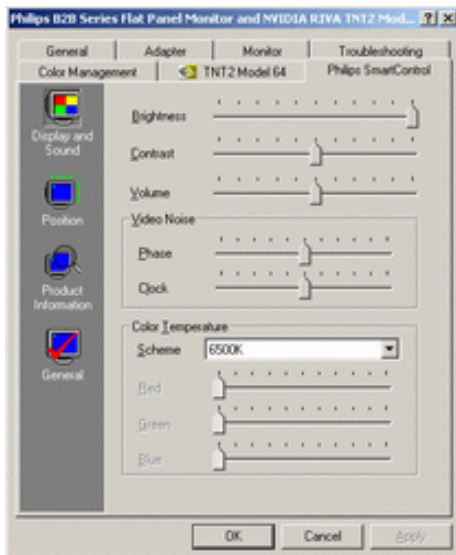 Philips B2B Series Flat Panel Monitor and NVIDIA RIVA TNT2 Mod...
General Adapter Monitor Troubleshooting
Color Management TNT2 Model 64 Philips SmartControl
Display and
Sound
Position
Product
Information
General
Brightness
Contrast
Volume
Video Noise
Phase
Clock
Color Temperature
Scheme 6500K
Red
Green
Blue
OK Cancel Apply